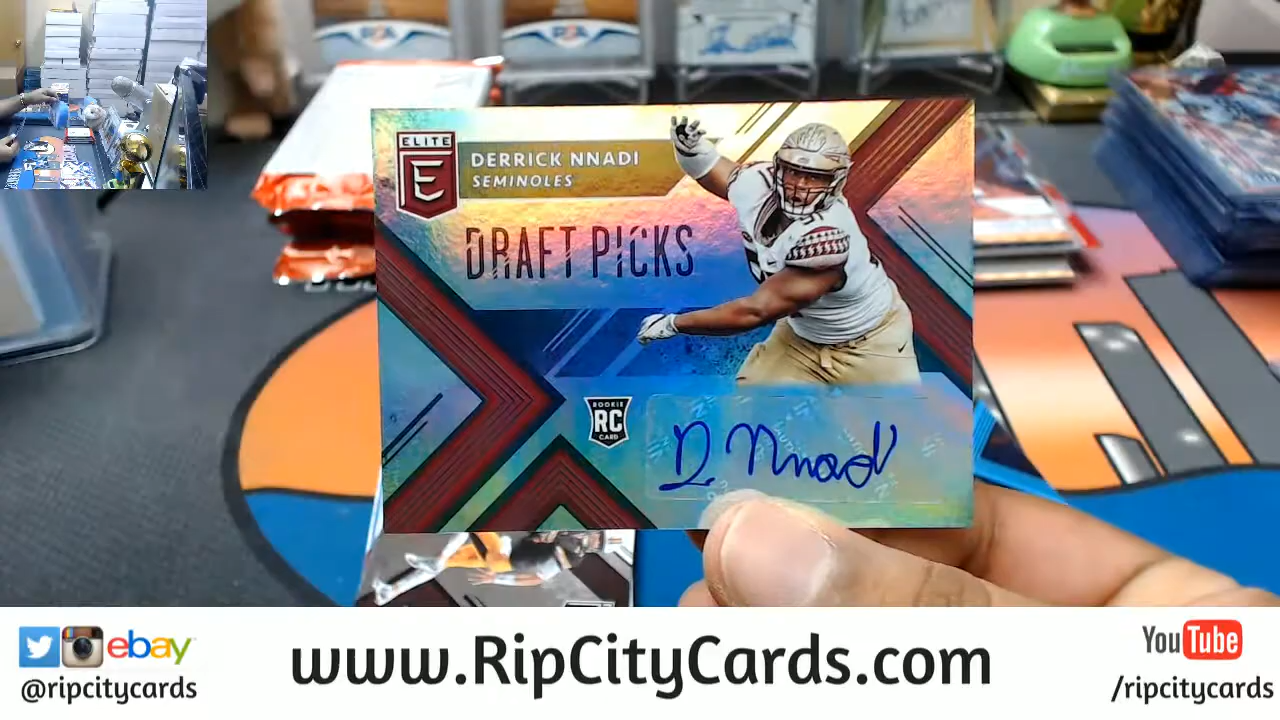 ELITE
E
DERRICK NNADI
SEMINOLES
DRAFT PICKS
ROOKIE
RC
CARD
D Nnadi
ebay
@ripcitycards
www.RipCityCards.com
YouTube
/ripcitycards